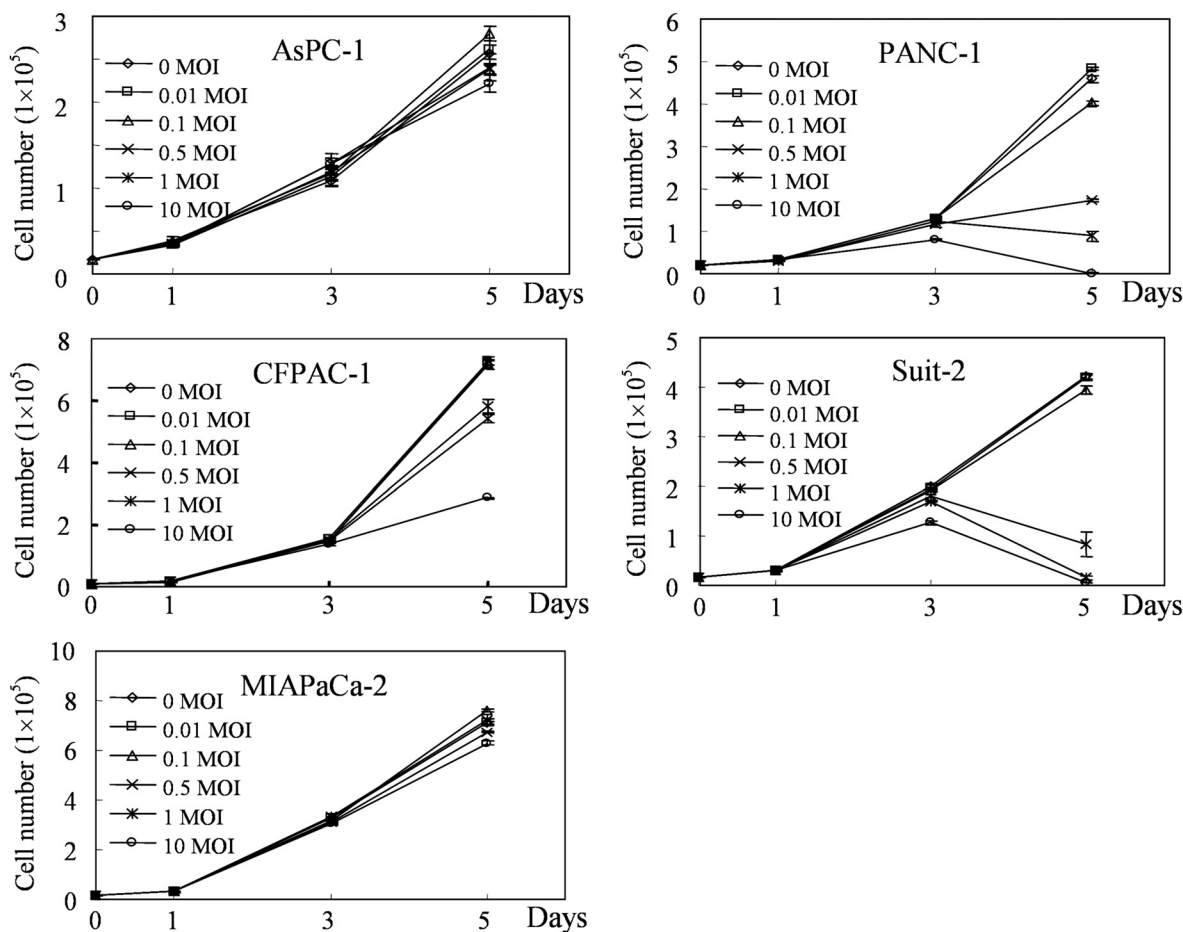 AsPC-1
Cell number (1×10⁵)
3
2
1
0
0 MOI
0.01 MOI
0.1 MOI
0.5 MOI
1 MOI
10 MOI
0 1 3 5 Days
PANC-1
Cell number (1×10⁵)
6
5
4
3
2
1
0
0 MOI
0.01 MOI
0.1 MOI
0.5 MOI
1 MOI
10 MOI
0 1 3 5 Days
CFPAC-1
Cell number (1×10⁵)
8
6
4
2
0
0 MOI
0.01 MOI
0.1 MOI
0.5 MOI
1 MOI
10 MOI
0 1 3 5 Days
Suit-2
Cell number (1×10⁵)
5
4
3
2
1
0
0 MOI
0.01 MOI
0.1 MOI
0.5 MOI
1 MOI
10 MOI
0 1 3 5 Days
MIAPaCa-2
Cell number (1×10⁵)
10
8
6
4
2
0
0 MOI
0.01 MOI
0.1 MOI
0.5 MOI
1 MOI
10 MOI
0 1 3 5 Days